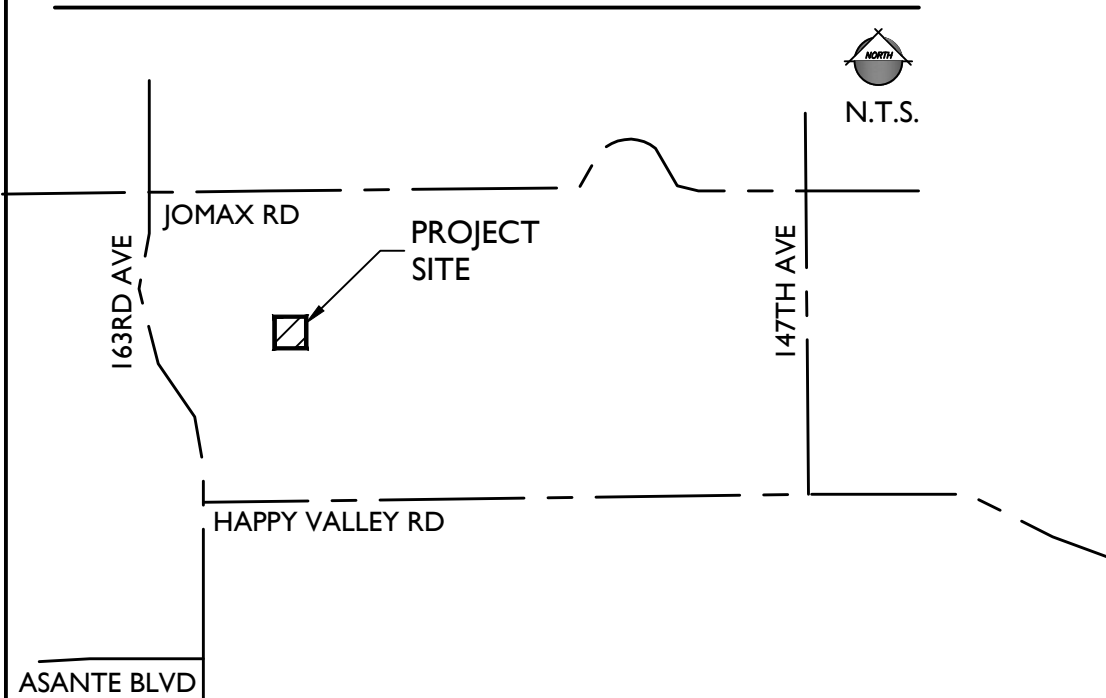 NORTH
N.T.S.
JOMAX RD
PROJECT
SITE
163RD AVE
147TH AVE
HAPPY VALLEY RD
ASANTE BLVD